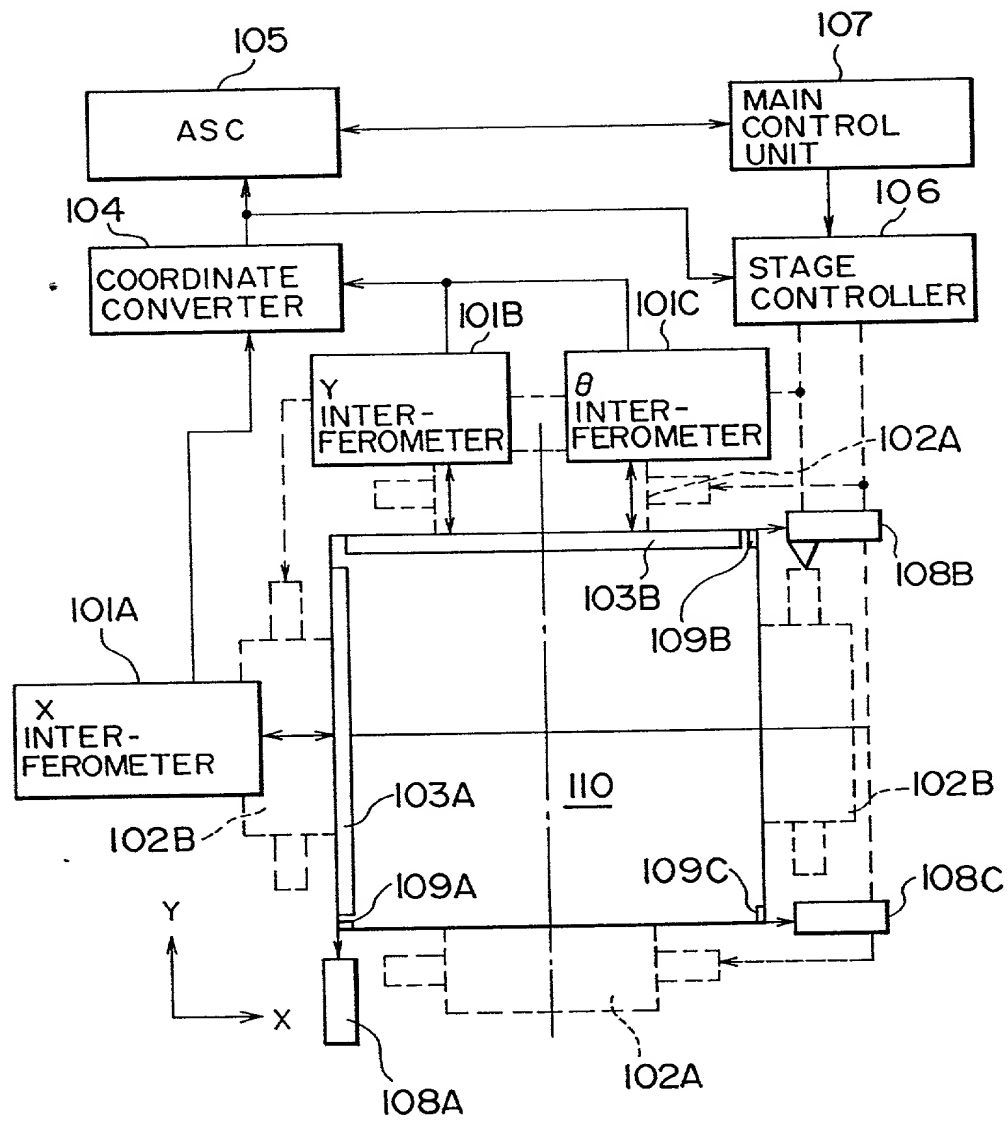 105
107
ASC
MAIN
CONTROL
UNIT
104
106
COORDINATE
CONVERTER
STAGE
CONTROLLER
101B
101C
Y
INTER-
FEROMETER
θ
INTER-
FEROMETER
102A
108B
103B
109B
101A
X
INTER-
FEROMETER
103A
110
102B
102B
109A
109C
108C
Y
X
108A
102A